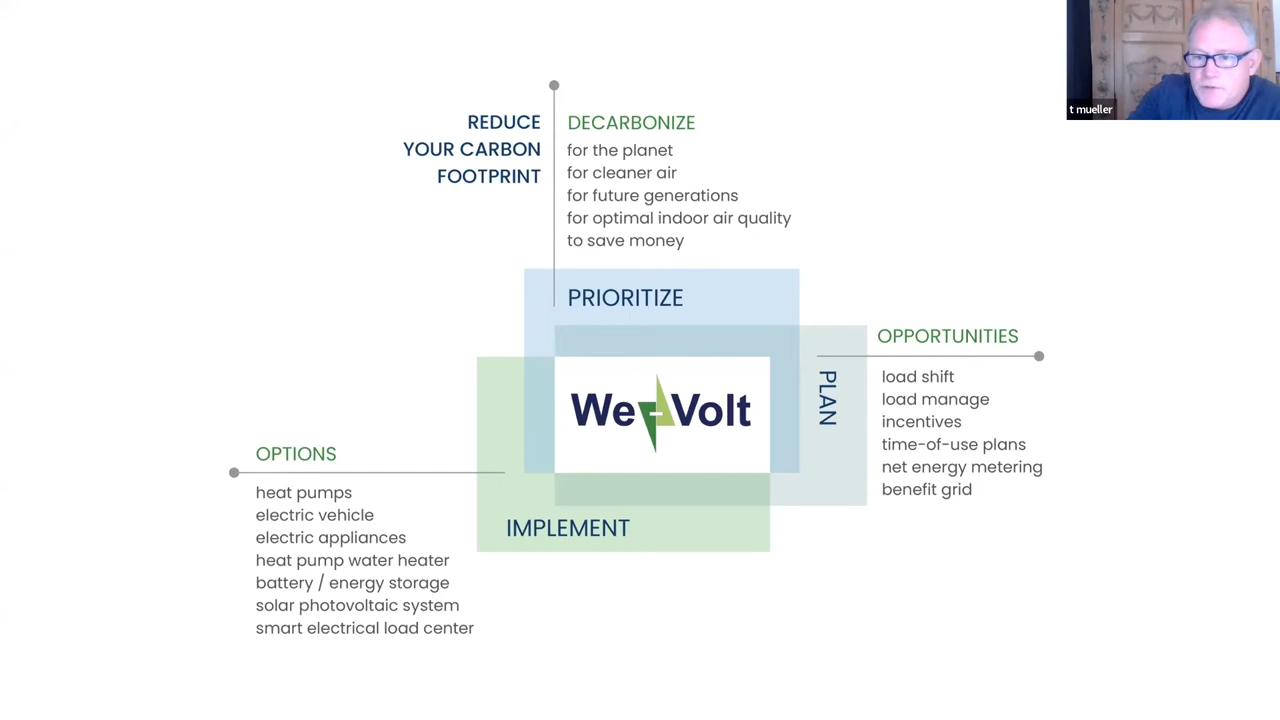 t mueller
REDUCE
YOUR CARBON
FOOTPRINT
DECARBONIZE
for the planet
for cleaner air
for future generations
for optimal indoor air quality
to save money
PRIORITIZE
OPPORTUNITIES
load shift
load manage
incentives
time-of-use plans
net energy metering
benefit grid
PLAN
We Volt
OPTIONS
heat pumps
electric vehicle
electric appliances
heat pump water heater
battery / energy storage
solar photovoltaic system
smart electrical load center
IMPLEMENT